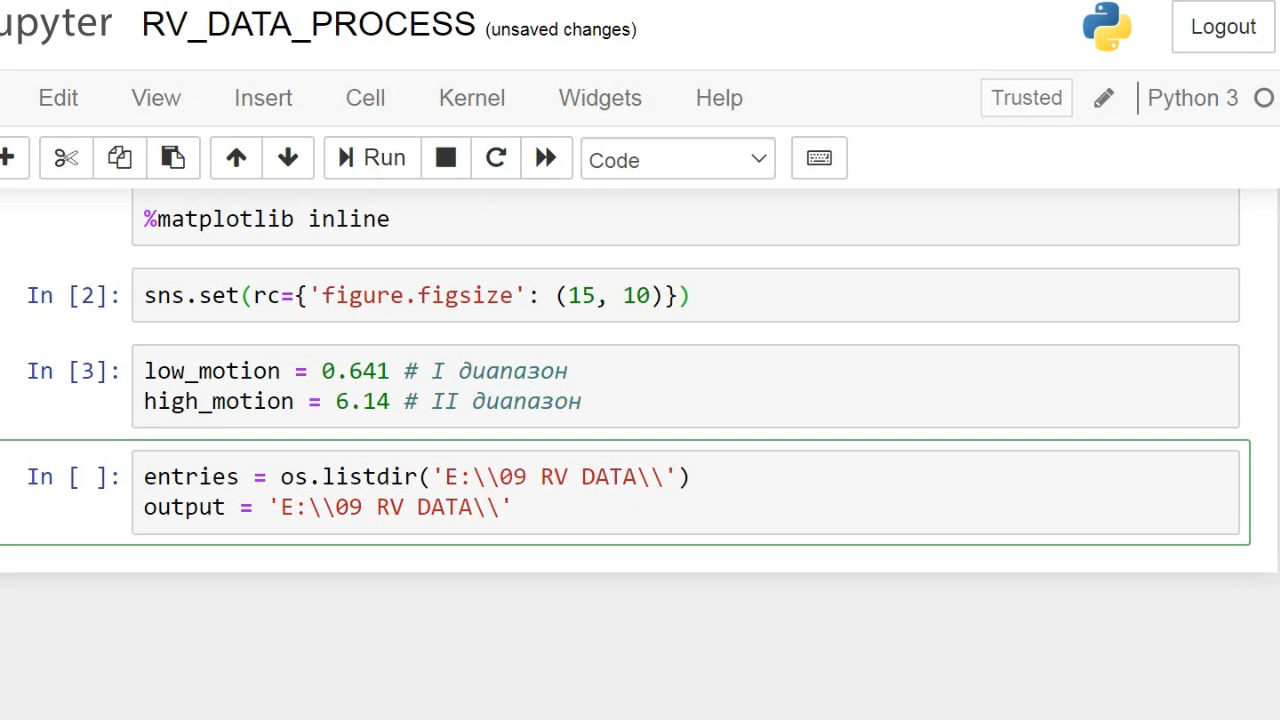 upyter RV_DATA_PROCESS (unsaved changes) Logout
Edit View Insert Cell Kernel Widgets Help Trusted Python 3
Run Code
%matplotlib inline
In [2]: sns.set(rc={'figure.figsize': (15, 10)})
In [3]: low_motion = 0.641 # I диапазон
high_motion = 6.14 # II диапазон
In [ ]: entries = os.listdir('E:\\09 RV DATA\\')
output = 'E:\\09 RV DATA\\'